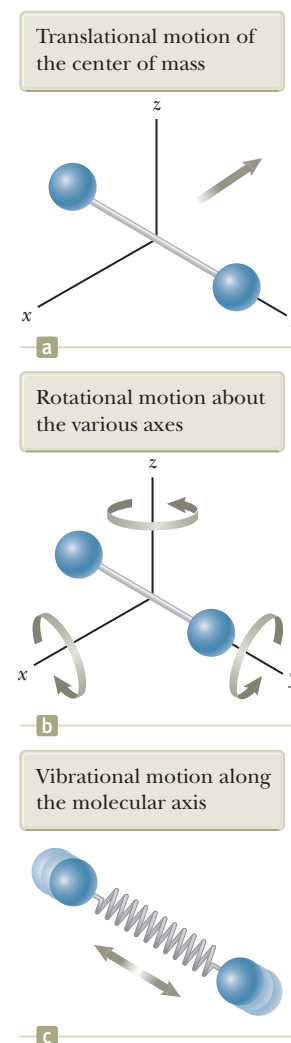 Translational motion of
the center of mass
z
x
a
Rotational motion about
the various axes
z
x
b
Vibrational motion along
the molecular axis
c